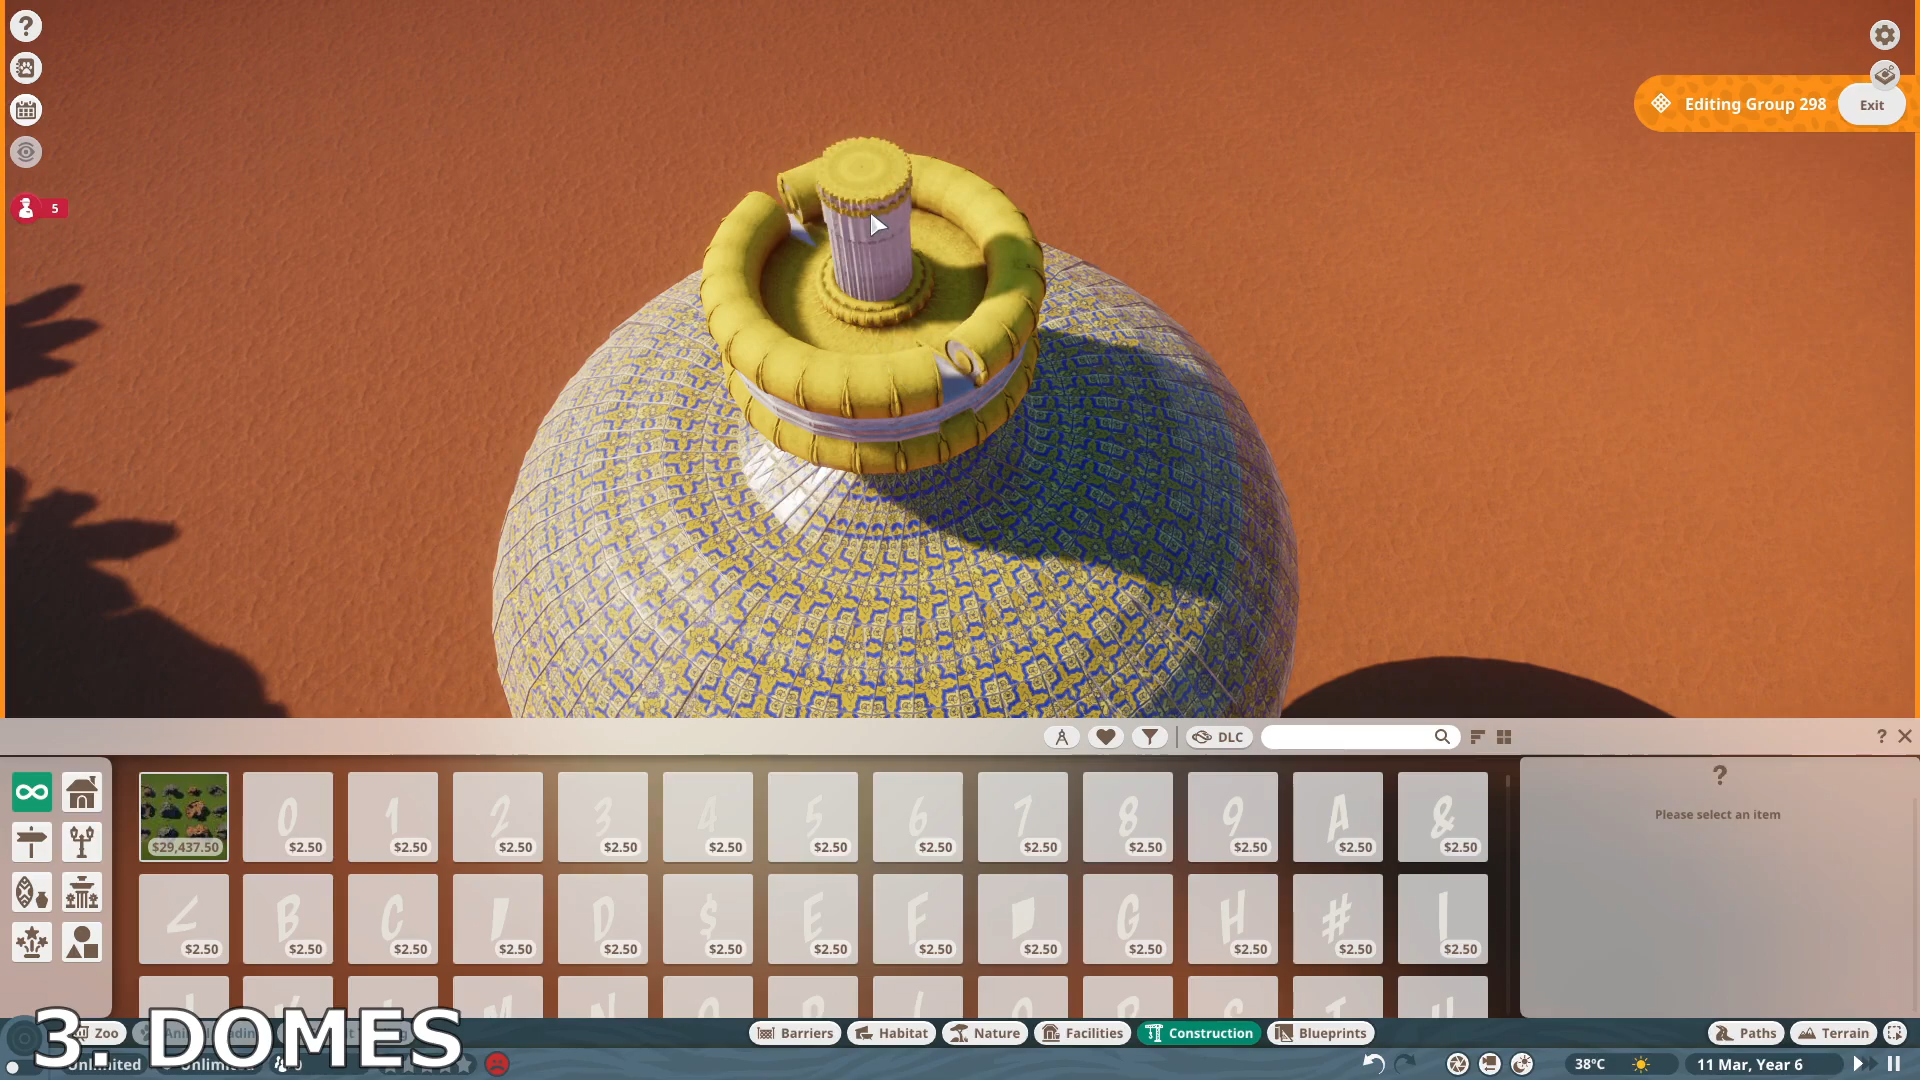 Editing Group 298
Exit
5
DLC
Please select an item
0
1
2
3
4
5
6
7
8
9
A
&
$29,437.50
$2.50
$2.50
$2.50
$2.50
$2.50
$2.50
$2.50
$2.50
$2.50
$2.50
$2.50
$2.50
B
C
D
$
E
F
G
H
#
I
$2.50
$2.50
$2.50
$2.50
$2.50
$2.50
$2.50
$2.50
$2.50
$2.50
$2.50
$2.50
$2.50
3. DOMES
Zoo
Barriers
Habitat
Nature
Facilities
Construction
Blueprints
Paths
Terrain
Unlimited
Unlimited
38°C
11 Mar, Year 6